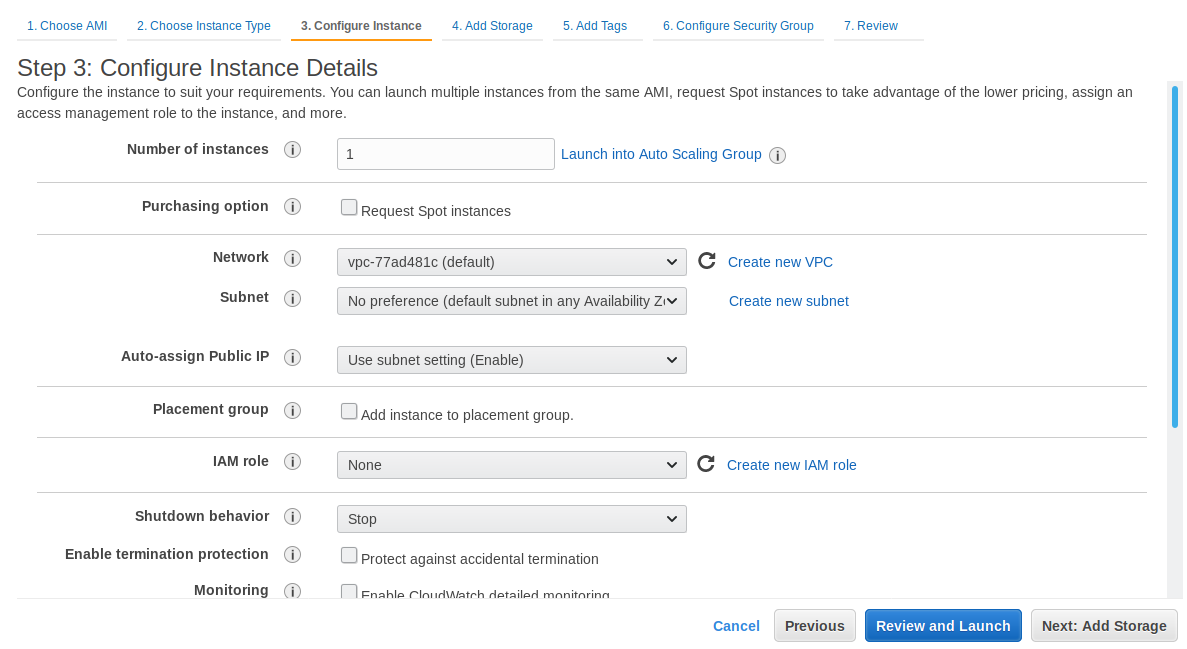 1. Choose AMI 2. Choose Instance Type 3. Configure Instance 4. Add Storage 5. Add Tags 6. Configure Security Group 7. Review
Step 3: Configure Instance Details
Configure the instance to suit your requirements. You can launch multiple instances from the same AMI, request Spot instances to take advantage of the lower pricing, assign an
access management role to the instance, and more.
Number of instances i 1 Launch into Auto Scaling Group i
Purchasing option i Request Spot instances
Network i vpc-77ad481c (default) Create new VPC
Subnet i No preference (default subnet in any Availability Zo Create new subnet
Auto-assign Public IP i Use subnet setting (Enable)
Placement group i Add instance to placement group.
IAM role i None Create new IAM role
Shutdown behavior i Stop
Enable termination protection i Protect against accidental termination
Monitoring i Enable CloudWatch detailed monitoring
Cancel Previous Review and Launch Next: Add Storage